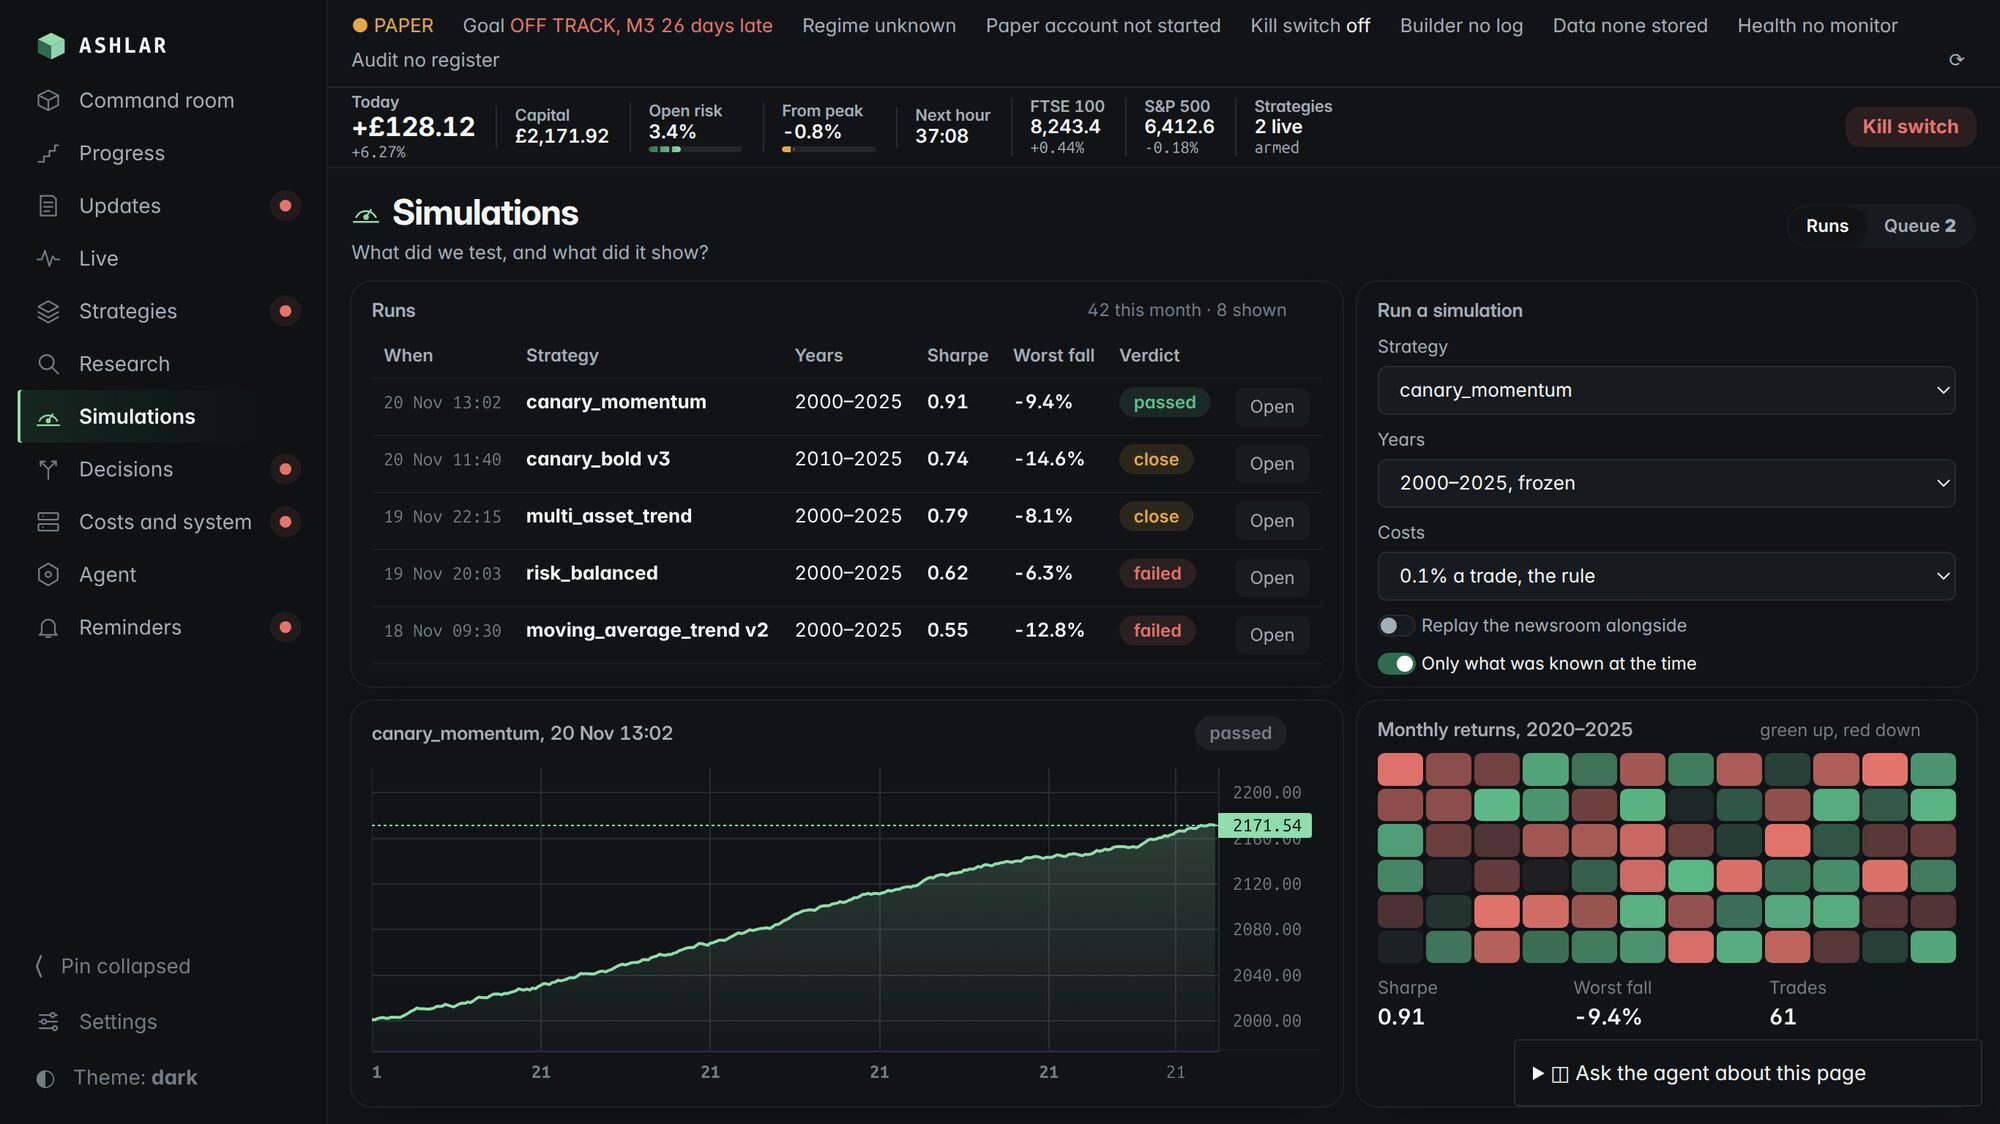 ASHLAR
Command room
Progress
Updates
Live
Strategies
Research
Simulations
Decisions
Costs and system
Agent
Reminders
Pin collapsed
Settings
Theme: dark
PAPER Goal OFF TRACK, M3 26 days late Regime unknown Paper account not started Kill switch off Builder no log Data none stored Health no monitor
Audit no register
Today
+£128.12
+6.27%
Capital
£2,171.92
Open risk
3.4%
From peak
-0.8%
Next hour
37:08
FTSE 100
8,243.4
+0.44%
S&P 500
6,412.6
-0.18%
Strategies
2 live
armed
Kill switch
Simulations
What did we test, and what did it show?
Runs Queue 2
Runs 42 this month · 8 shown
When Strategy Years Sharpe Worst fall Verdict
20 Nov 13:02 canary_momentum 2000–2025 0.91 -9.4% passed Open
20 Nov 11:40 canary_bold v3 2010–2025 0.74 -14.6% close Open
19 Nov 22:15 multi_asset_trend 2000–2025 0.79 -8.1% close Open
19 Nov 20:03 risk_balanced 2000–2025 0.62 -6.3% failed Open
18 Nov 09:30 moving_average_trend v2 2000–2025 0.55 -12.8% failed Open
Run a simulation
Strategy
canary_momentum
Years
2000–2025, frozen
Costs
0.1% a trade, the rule
Replay the newsroom alongside
Only what was known at the time
canary_momentum, 20 Nov 13:02 passed
2200.00
2171.54
2160.00
2120.00
2080.00
2040.00
2000.00
1 21 21 21 21 21
Monthly returns, 2020–2025 green up, red down
Sharpe Worst fall Trades
0.91 -9.4% 61
Ask the agent about this page